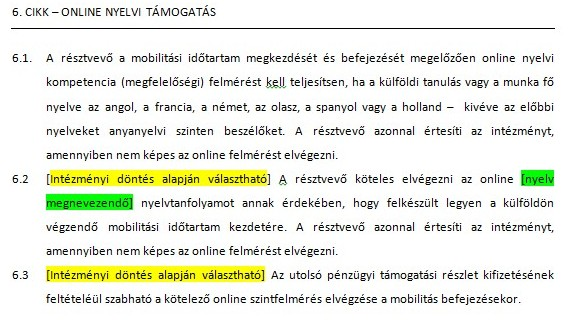 6. CIKK – ONLINE NYELVI TÁMOGATÁS
6.1. A résztvevő a mobilitási időtartam megkezdését és befejezését megelőzően online nyelvi
kompetencia (megfelelőségi) felmérést kell teljesítsen, ha a külföldi tanulás vagy a munka fő
nyelve az angol, a francia, a német, az olasz, a spanyol vagy a holland – kivéve az előbbi
nyelveket anyanyelvi szinten beszélőket. A résztvevő azonnal értesíti az intézményt,
amennyiben nem képes az online felmérést elvégezni.
6.2 [Intézményi döntés alapján választható] A résztvevő köteles elvégezni az online [nyelv
megnevezendő] nyelvtanfolyamot annak érdekében, hogy felkészült legyen a külföldön
végzendő mobilitási időtartam kezdetére. A résztvevő azonnal értesíti az intézményt,
amennyiben nem képes az online felmérést elvégezni.
6.3 [Intézményi döntés alapján választható] Az utolsó pénzügyi támogatási részlet kifizetésének
feltételéül szabható a kötelező online szintfelmérés elvégzése a mobilitás befejezésekor.